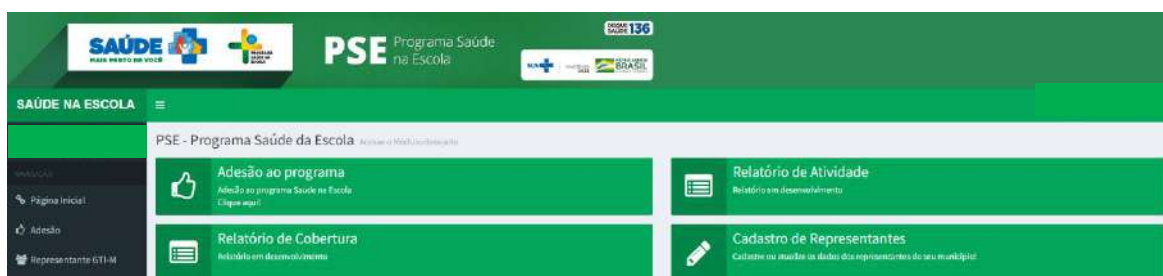 DISQUE
SAÚDE 136
SAÚDE
MAIS PERTO DE VOCÊ
PSE Programa Saúde
na Escola
SUS
BRASIL
SAÚDE NA ESCOLA
PSE - Programa Saúde da Escola
NAVEGAÇÃO
Página Inicial
Adesão
Representante GTI-M
Adesão ao programa
Adesão ao programa Saúde na Escola
Clique aqui!
Relatório de Atividade
Relatório em desenvolvimento
Relatório de Cobertura
Relatório em desenvolvimento
Cadastro de Representantes
Cadastre ou atualize os dados dos representantes do seu município!